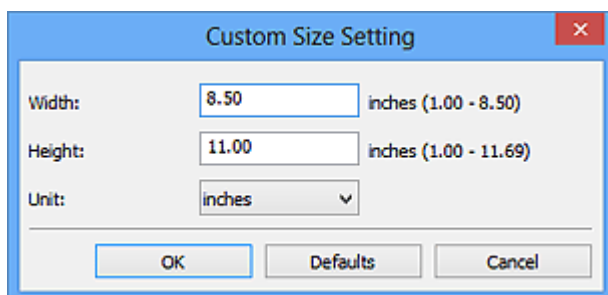 Custom Size Setting
Width: 8.50 inches (1.00 - 8.50)
Height: 11.00 inches (1.00 - 11.69)
Unit: inches
OK Defaults Cancel